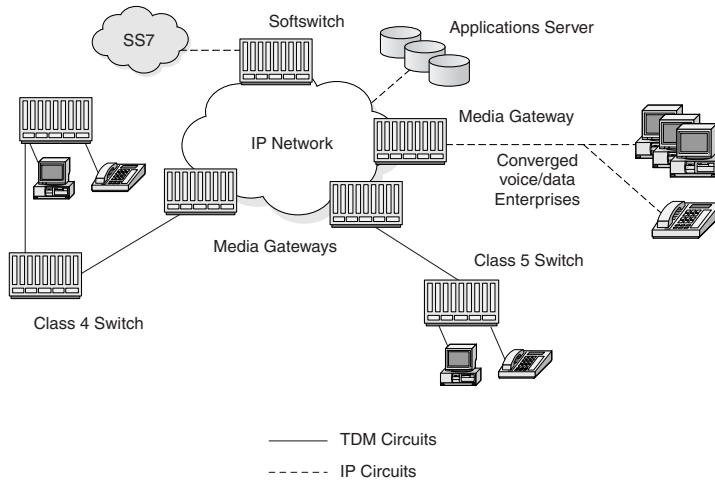 Softswitch
Applications Server
SS7
Media Gateway
IP Network
Converged
voice/data
Enterprises
Media Gateways
Class 5 Switch
Class 4 Switch
TDM Circuits
IP Circuits